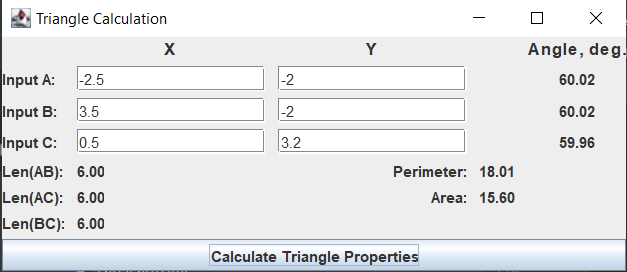 Triangle Calculation
X Y Angle, deg.
Input A: -2.5 -2 60.02
Input B: 3.5 -2 60.02
Input C: 0.5 3.2 59.96
Len(AB): 6.00 Perimeter: 18.01
Len(AC): 6.00 Area: 15.60
Len(BC): 6.00
Calculate Triangle Properties